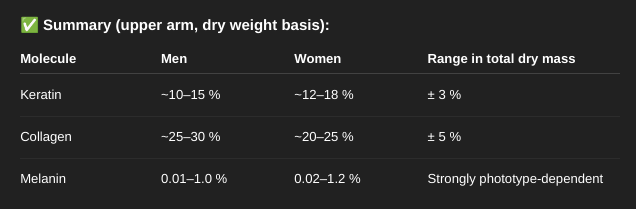 ✅ Summary (upper arm, dry weight basis):
Molecule Men Women Range in total dry mass
Keratin ~10–15 % ~12–18 % ± 3 %
Collagen ~25–30 % ~20–25 % ± 5 %
Melanin 0.01–1.0 % 0.02–1.2 % Strongly phototype-dependent